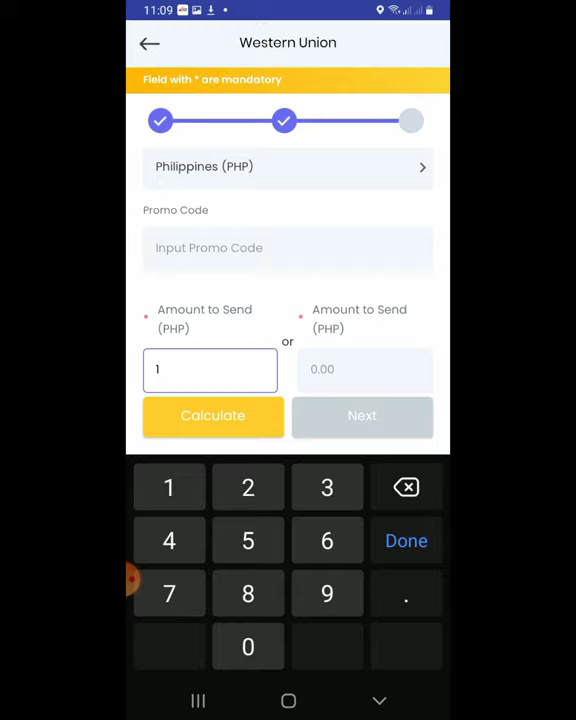 11:09
Western Union
Field with * are mandatory
Philippines (PHP)
Promo Code
Input Promo Code
* Amount to Send (PHP)
or
* Amount to Send (PHP)
1
0.00
Calculate
Next
1 2 3
4 5 6 Done
7 8 9 .
0